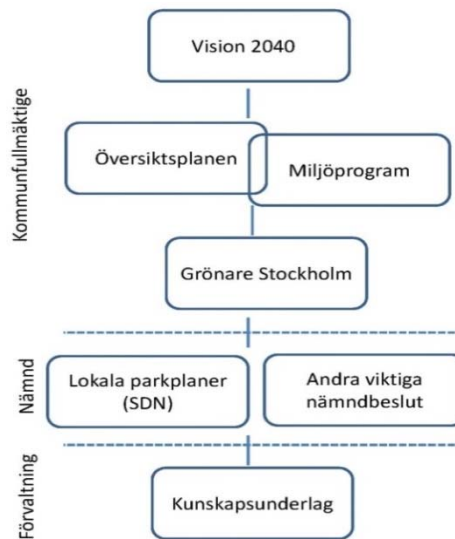 Kommunfullmäktige
Vision 2040
Översiktsplanen
Miljöprogram
Grönare Stockholm
Nämnd
Lokala parkplaner
(SDN)
Andra viktiga
nämndbeslut
Förvaltning
Kunskapsunderlag